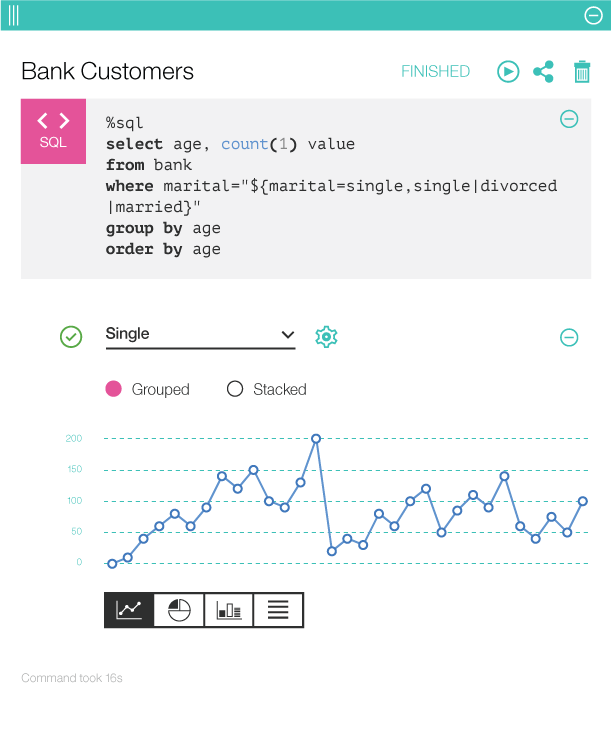 Bank Customers
FINISHED
SQL
%sql
select age, count(1) value
from bank
where marital="${marital=single,single|divorced
|married}"
group by age
order by age
Single
Grouped
Stacked
200
150
100
50
0
Command took 16s